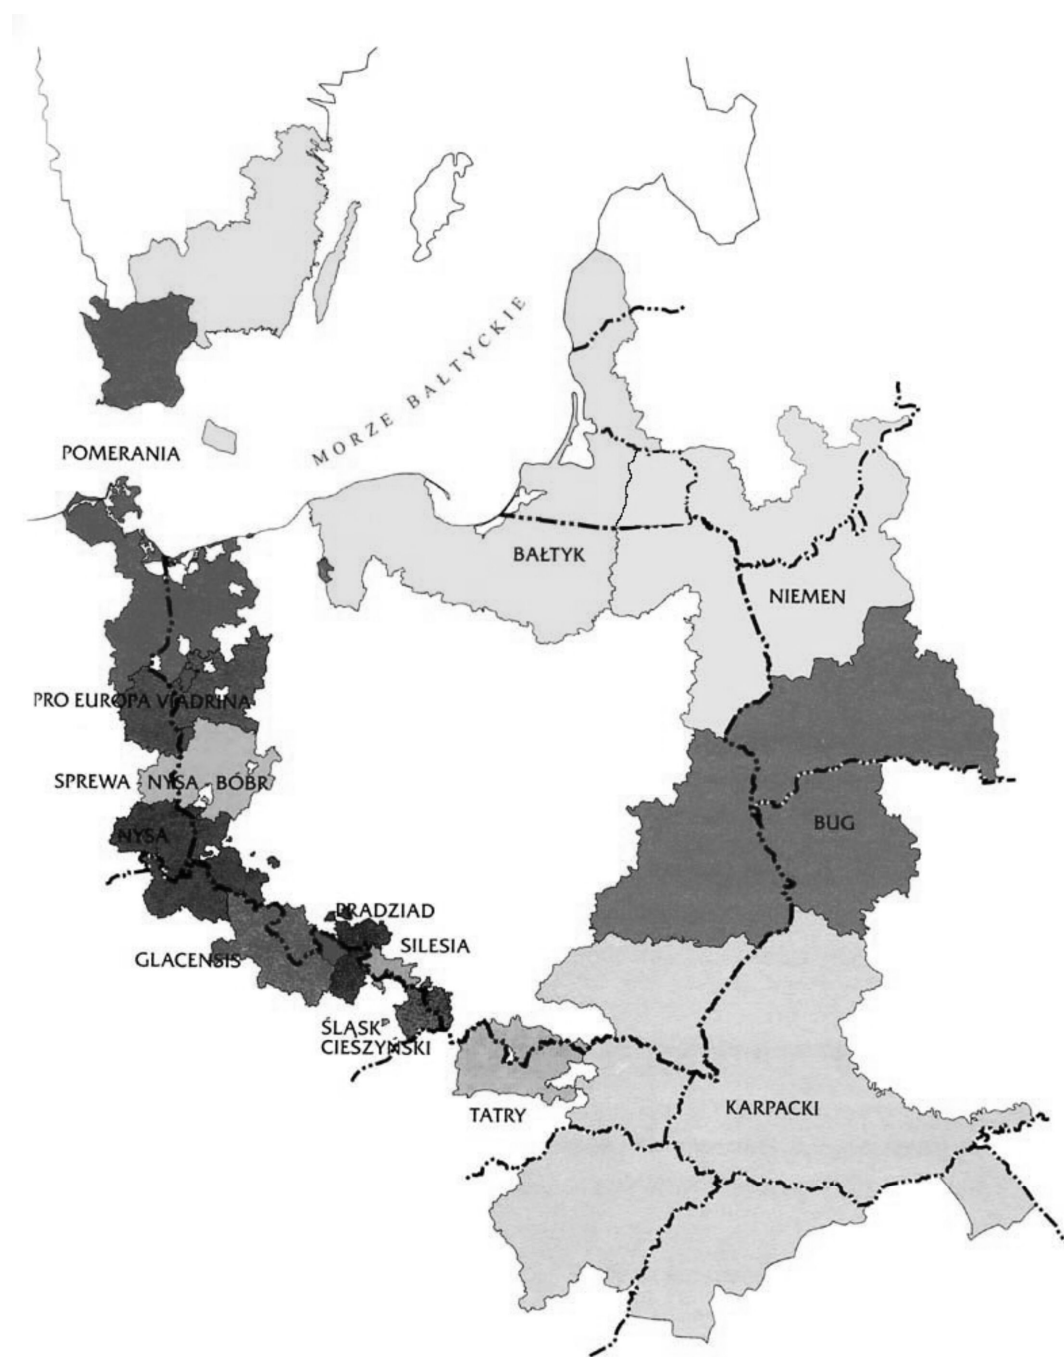 MORZE BAŁTYCKIE
POMERANIA
BAŁTYK
NIEMEN
PRO EUROPA VIADRINA
SPREWA - NYSA - BÓBR
NYSA
BUG
PRADZIAD
SILESIA
GLACENSIS
ŚLĄSK
CIESZYŃSKI
TATRY
KARPACKI